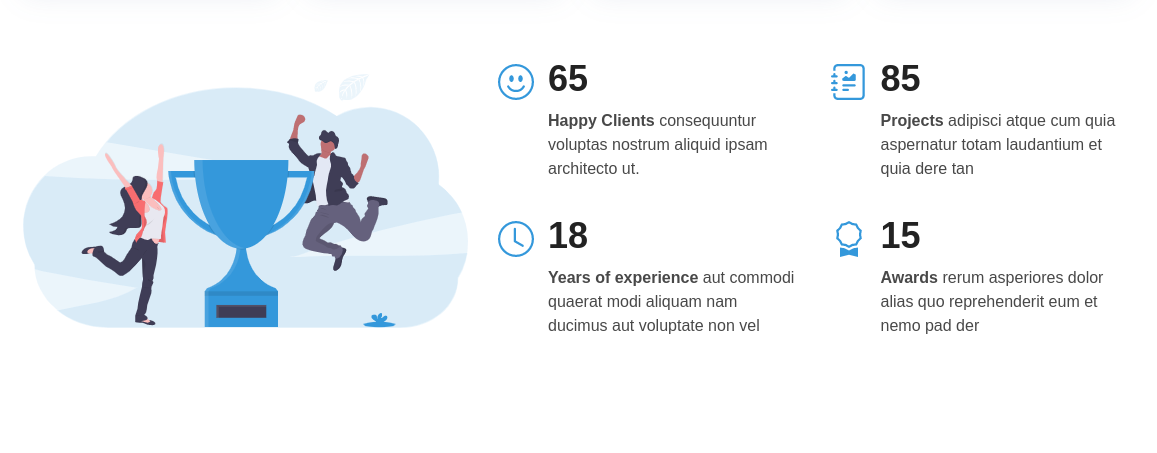 65
Happy Clients consequuntur
voluptas nostrum aliquid ipsam
architecto ut.
85
Projects adipisci atque cum quia
aspernatur totam laudantium et
quia dere tan
18
Years of experience aut commodi
quaerat modi aliquam nam
ducimus aut voluptate non vel
15
Awards rerum asperiores dolor
alias quo reprehenderit eum et
nemo pad der